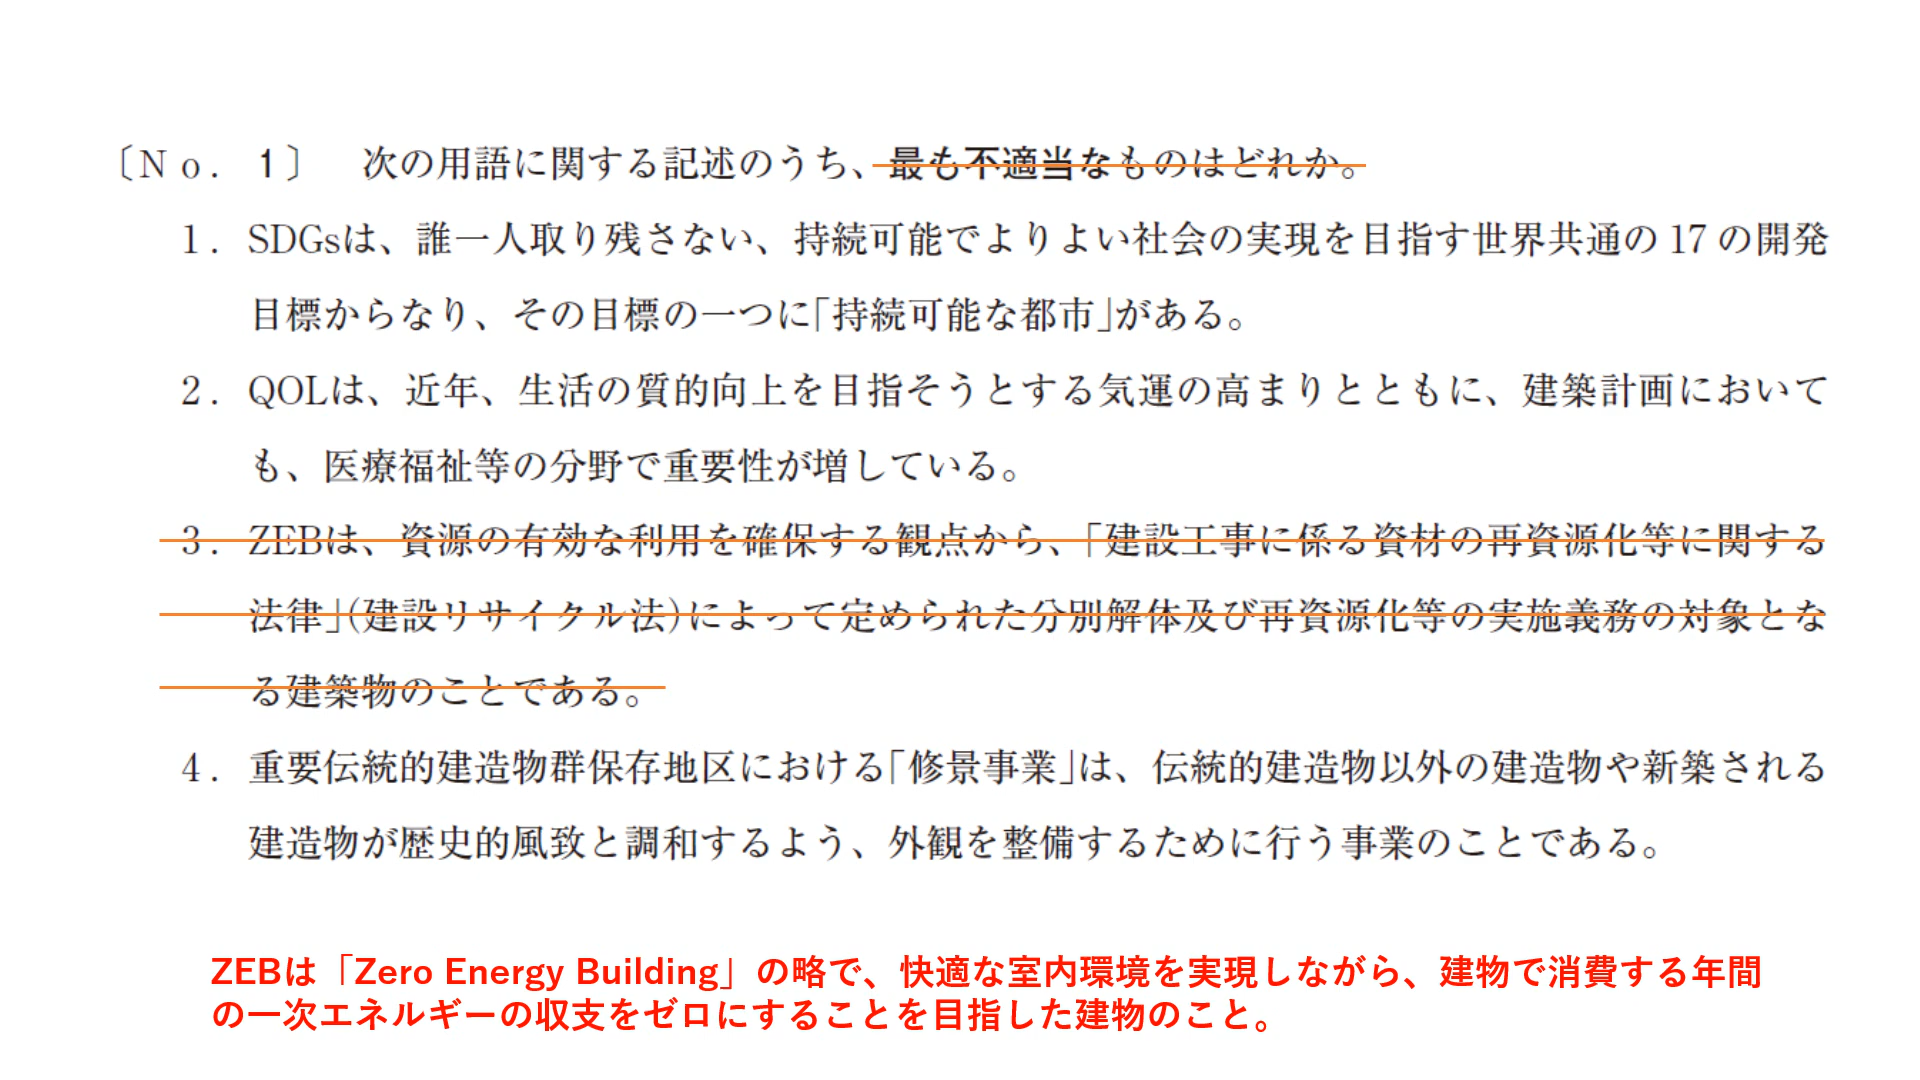 〔No. 1〕 次の用語に関する記述のうち、最も不適当なものはどれか。
1. SDGsは、誰一人取り残さない、持続可能でよりよい社会の実現を目指す世界共通の 17 の開発
目標からなり、その目標の一つに「持続可能な都市」がある。
2. QOLは、近年、生活の質的向上を目指そうとする気運の高まりとともに、建築計画において
も、医療福祉等の分野で重要性が増している。
3. ZEBは、資源の有効な利用を確保する観点から、「建設工事に係る資材の再資源化等に関する
法律」(建設リサイクル法)によって定められた分別解体及び再資源化等の実施義務の対象とな
る建築物のことである。
4. 重要伝統的建造物群保存地区における「修景事業」は、伝統的建造物以外の建造物や新築される
建造物が歴史的風致と調和するよう、外観を整備するために行う事業のことである。
ZEBは「Zero Energy Building」の略で、快適な室内環境を実現しながら、建物で消費する年間
の一次エネルギーの収支をゼロにすることを目指した建物のこと。